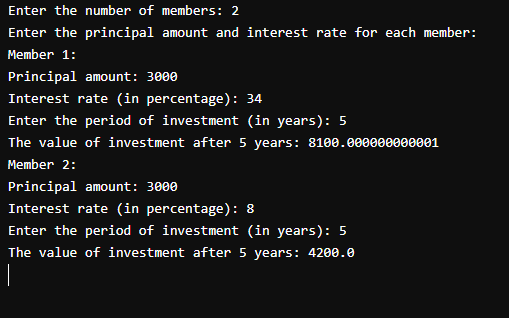 Enter the number of members: 2
Enter the principal amount and interest rate for each member:
Member 1:
Principal amount: 3000
Interest rate (in percentage): 34
Enter the period of investment (in years): 5
The value of investment after 5 years: 8100.000000000001
Member 2:
Principal amount: 3000
Interest rate (in percentage): 8
Enter the period of investment (in years): 5
The value of investment after 5 years: 4200.0